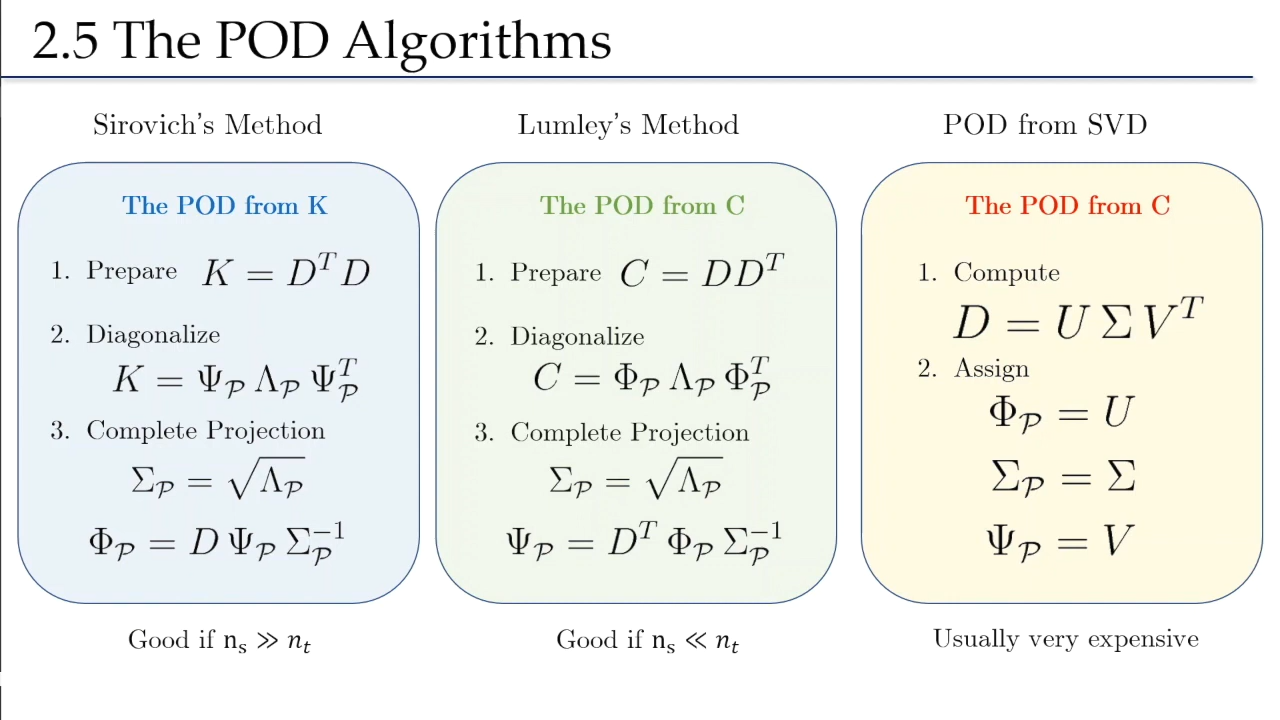 2.5 The POD Algorithms
Sirovich's Method
The POD from K
1. Prepare K = D^T D
2. Diagonalize
K = Ψ_𝒫 Λ_𝒫 Ψ_𝒫^T
3. Complete Projection
Σ_𝒫 = √Λ_𝒫
Φ_𝒫 = D Ψ_𝒫 Σ_𝒫^{-1}
Good if n_s ≫ n_t
Lumley's Method
The POD from C
1. Prepare C = DD^T
2. Diagonalize
C = Φ_𝒫 Λ_𝒫 Φ_𝒫^T
3. Complete Projection
Σ_𝒫 = √Λ_𝒫
Ψ_𝒫 = D^T Φ_𝒫 Σ_𝒫^{-1}
Good if n_s ≪ n_t
POD from SVD
The POD from C
1. Compute
D = U Σ V^T
2. Assign
Φ_𝒫 = U
Σ_𝒫 = Σ
Ψ_𝒫 = V
Usually very expensive